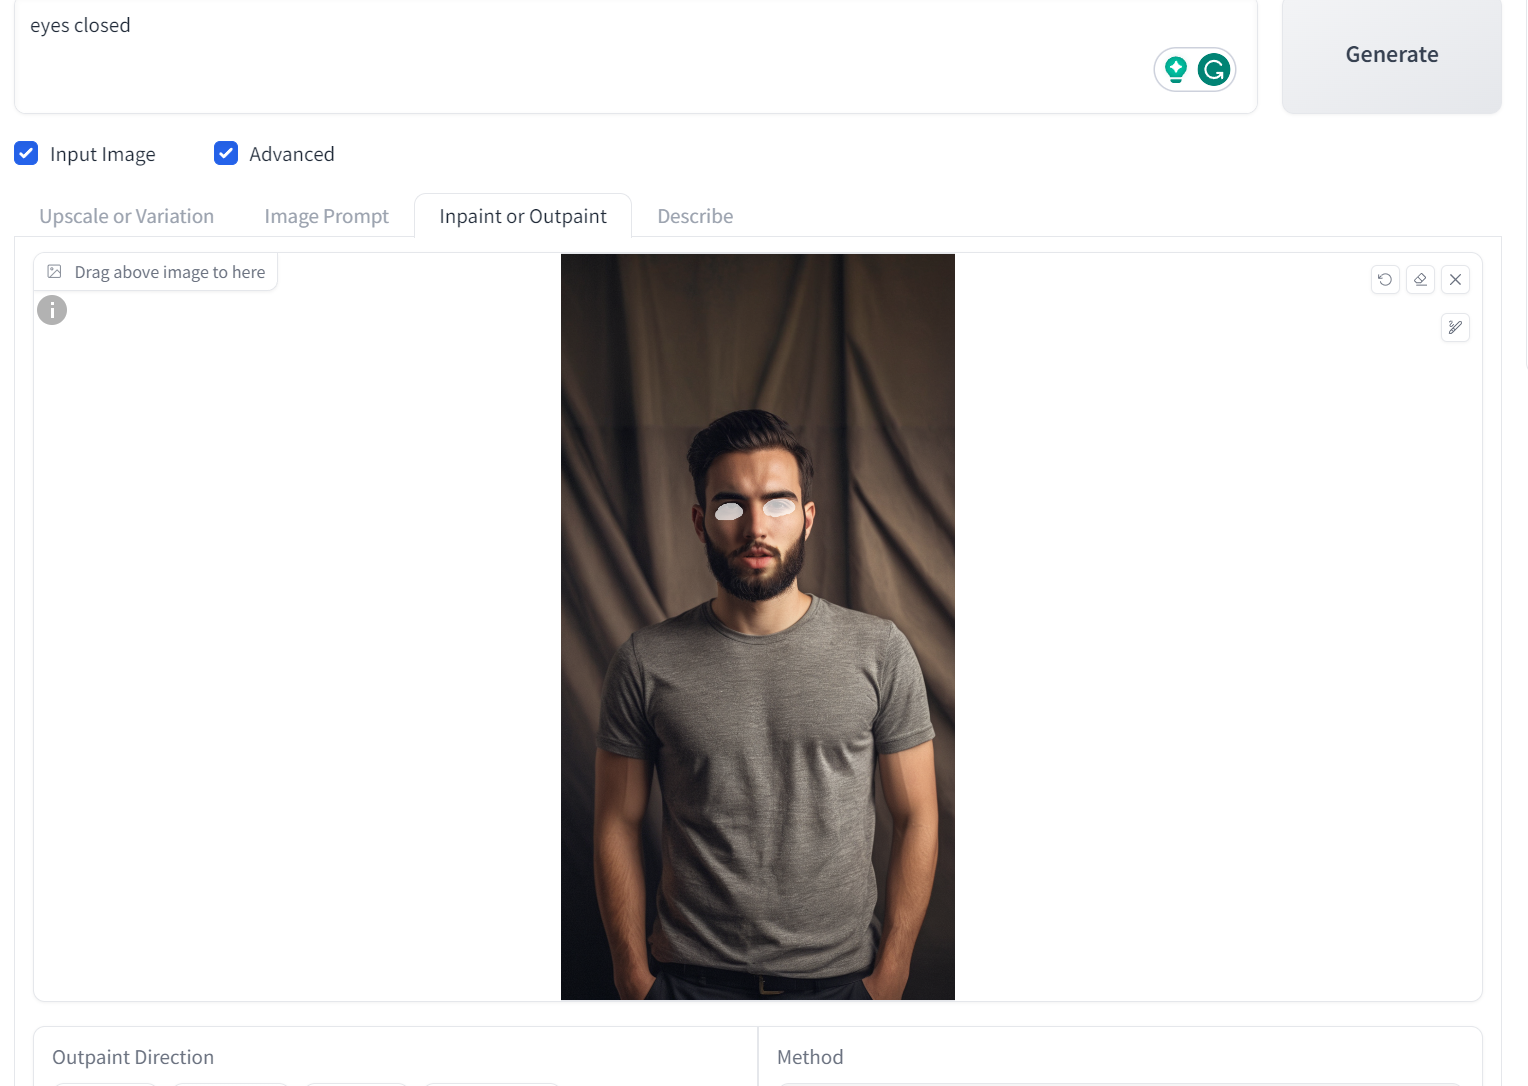 eyes closed
Generate
Input Image
Advanced
Upscale or Variation
Image Prompt
Inpaint or Outpaint
Describe
Drag above image to here
Outpaint Direction
Method